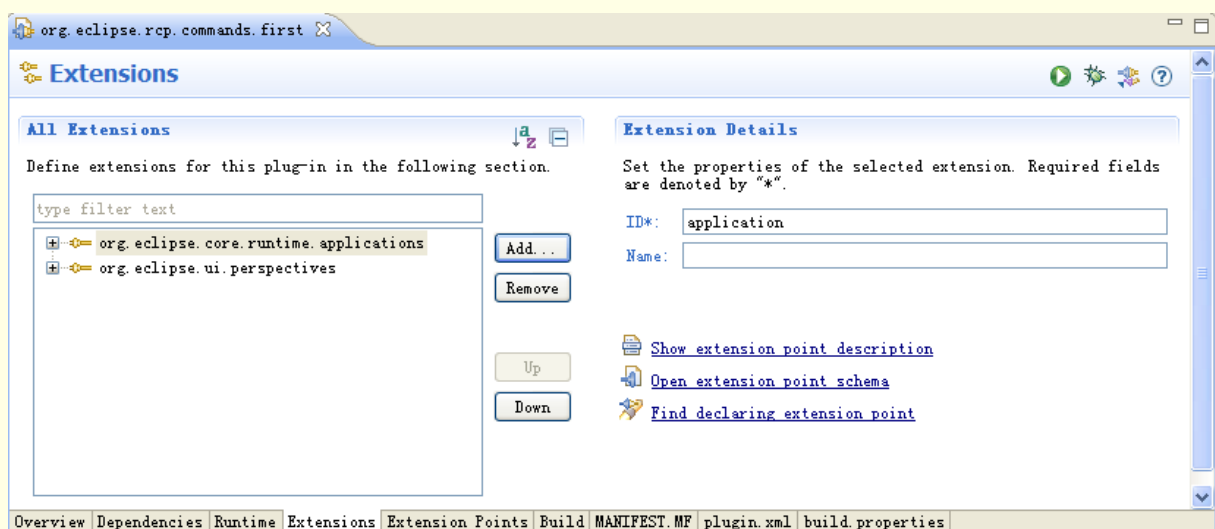 org.eclipse.rcp.commands.first
Extensions
All Extensions
Define extensions for this plug-in in the following section.
type filter text
org.eclipse.core.runtime.applications
org.eclipse.ui.perspectives
Add...
Remove
Up
Down
Extension Details
Set the properties of the selected extension. Required fields
are denoted by "*".
ID*: application
Name:
Show extension point description
Open extension point schema
Find declaring extension point
Overview Dependencies Runtime Extensions Extension Points Build MANIFEST.MF plugin.xml build.properties